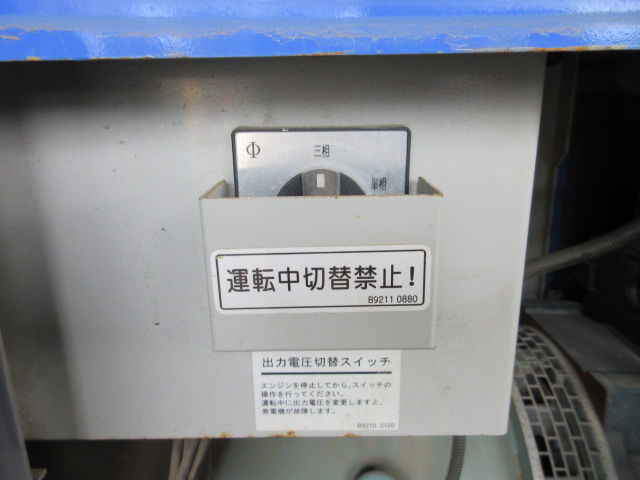 Φ
三相
単相
運転中切替禁止!
B9211 0880
出力電圧切替スイッチ
エンジンを停止してから、スイッチの
操作を行ってください。
運転中に出力電圧を変更しますと、
発電機が故障します。
B9210 2100